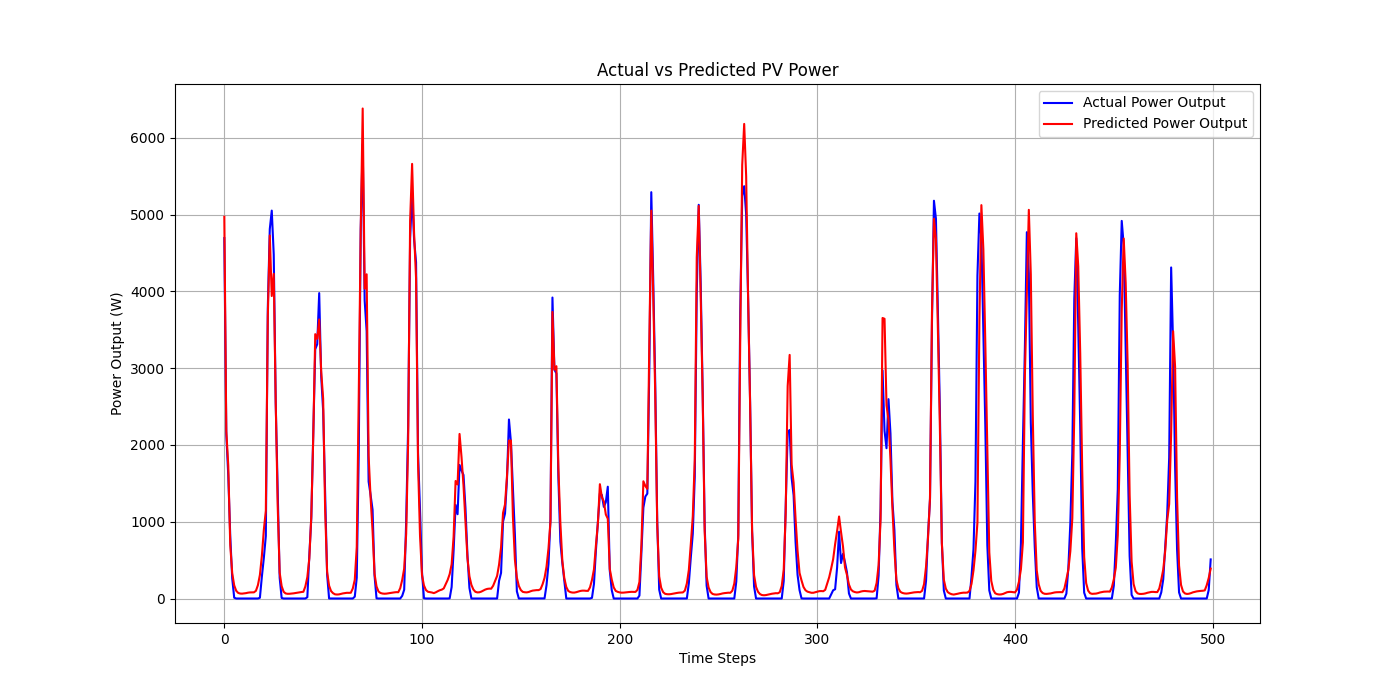 Actual vs Predicted PV Power
Actual Power Output
Predicted Power Output
Power Output (W)
6000
5000
4000
3000
2000
1000
0
0 100 200 300 400 500
Time Steps